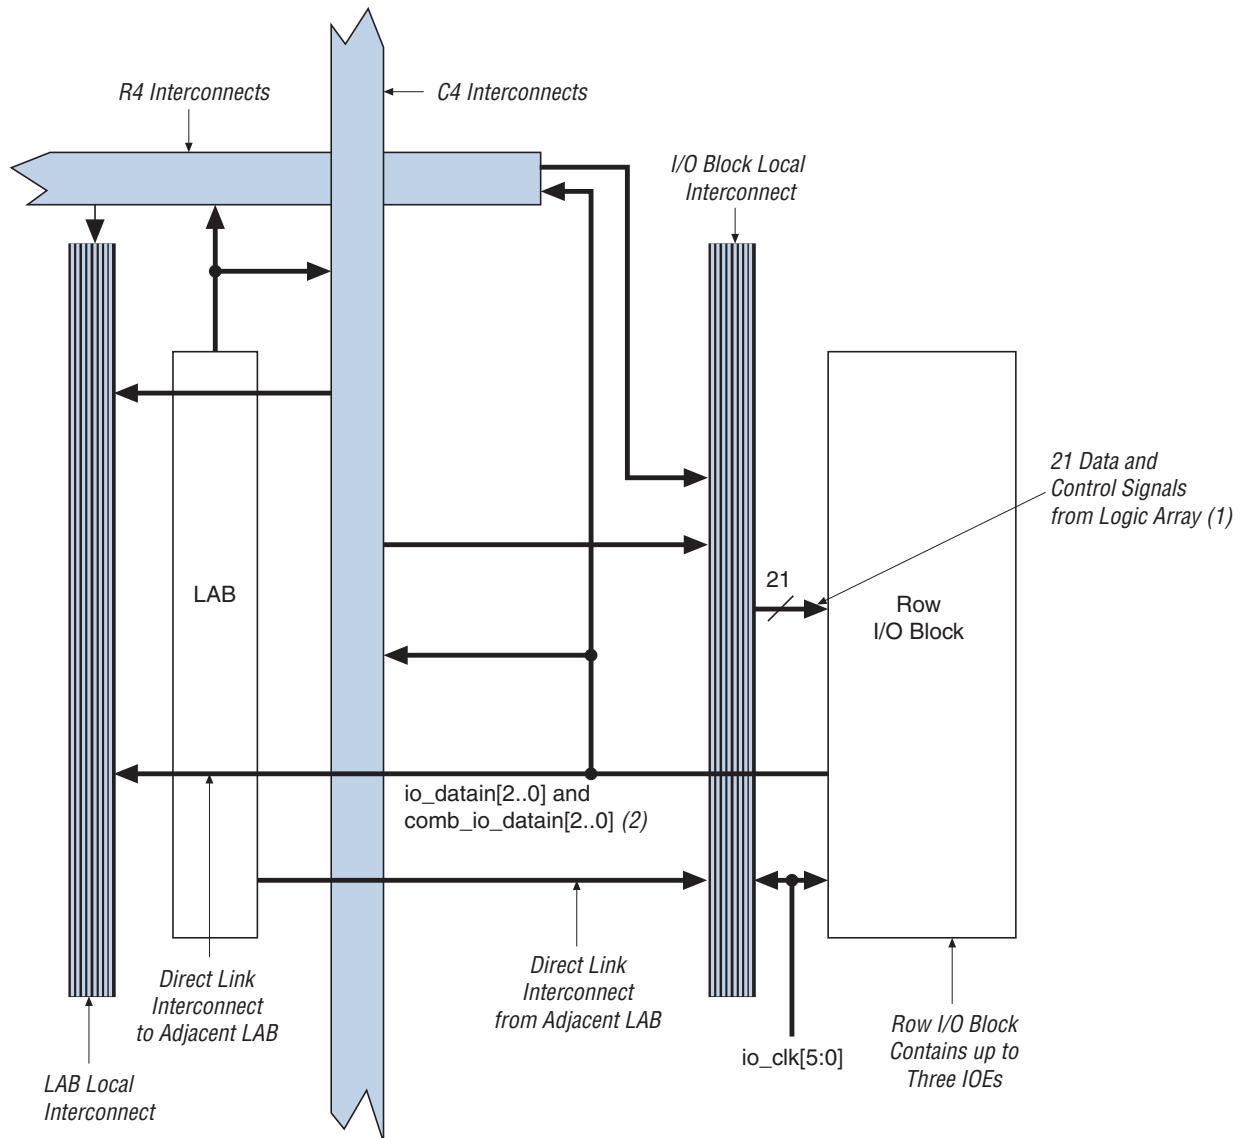 R4 Interconnects
C4 Interconnects
I/O Block Local
Interconnect
21 Data and
Control Signals
from Logic Array (1)
21
LAB
Row
I/O Block
io_datain[2..0] and
comb_io_datain[2..0] (2)
Direct Link
Interconnect
to Adjacent LAB
Direct Link
Interconnect
from Adjacent LAB
io_clk[5:0]
Row I/O Block
Contains up to
Three IOEs
LAB Local
Interconnect